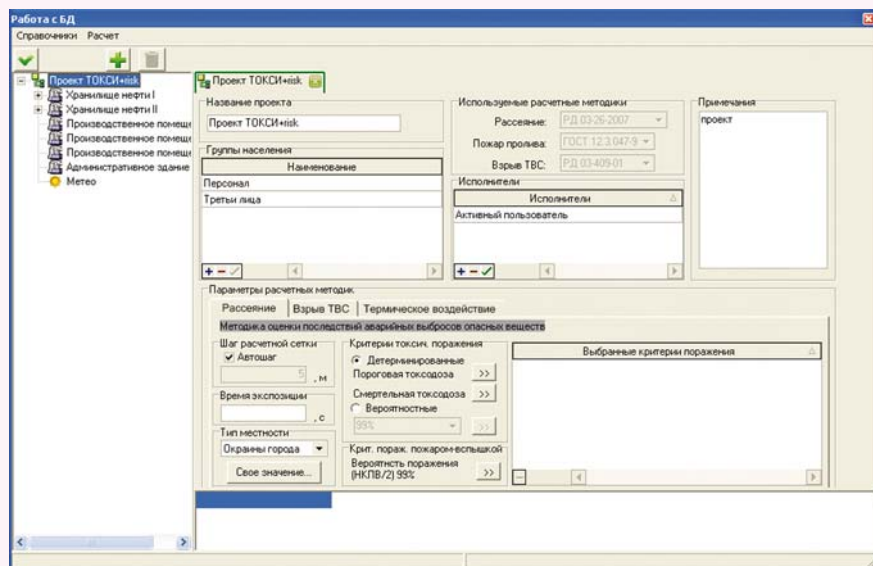 Работа с БД
Справочники Расчет
Проект ТОКСИ+risk
Хранилище нефти I
Хранилище нефти II
Производственное помеще
Производственное помеще
Производственное помеще
Административное здание
Метео
Проект ТОКСИ+risk
Название проекта
Проект ТОКСИ+risk
Группы населения
Наименование
Персонал
Третьи лица
Используемые расчетные методики
Рассеяние: РД 03-26-2007
Пожар пролива: ГОСТ 12.3.047-9
Взрыв ТВС: РД 03-409-01
Исполнители
Исполнители
Активный пользователь
Примечания
проект
Параметры расчетных методик
Рассеяние Взрыв ТВС Термическое воздействие
Методика оценки последствий аварийных выбросов опасных веществ
Шаг расчетной сетки
Автошаг
5 , м
Время экспозиции
, с
Тип местности
Окраины города
Свое значение...
Критерии токсич. поражения
Детерминированные
Пороговая токсодоза >>
Смертельная токсодоза >>
Вероятностные
99% >>
Крит. пораж. пожаром-вспышкой
Вероятнсть поражения
(НКПВ/2) 99% >>
Выбранные критерии поражения